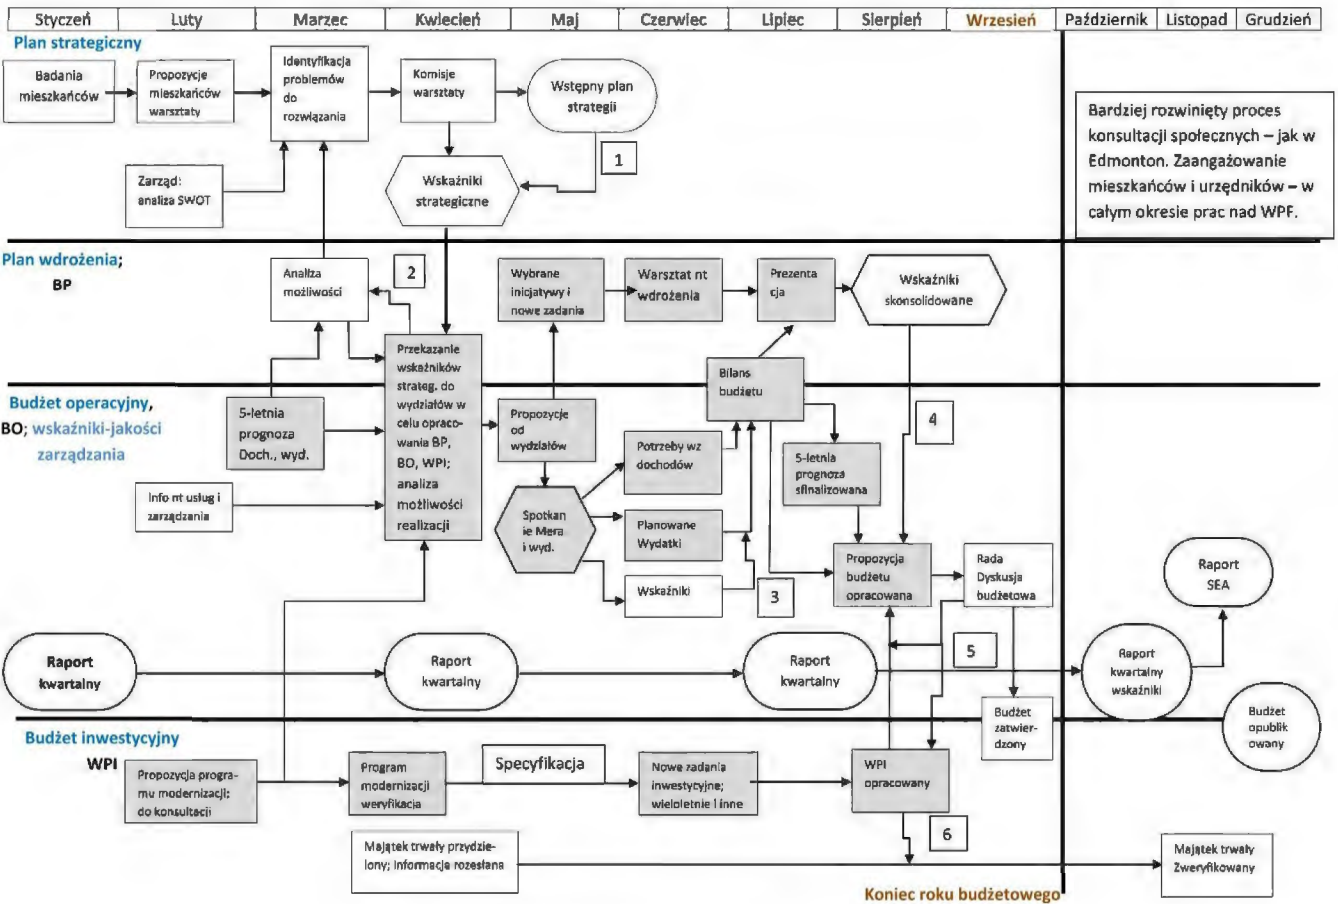 Styczeń Luty Marzec Kwiecień Maj Czerwiec Lipiec Sierpień Wrzesień Październik Listopad Grudzień
Plan strategiczny
Badania
mieszkańców
Propozycje
mieszkańców
warsztaty
Identyfikacja
problemów
do
rozwiązania
Komisje
warsztaty
Wstępny plan
strategii
1
Zarząd:
analiza SWOT
Wskaźniki
strategiczne
Bardziej rozwinięty proces
konsultacji społecznych – jak w
Edmonton. Zaangażowanie
mieszkańców i urzędników – w
całym okresie prac nad WPF.
Plan wdrożenia;
BP
Analiza
możliwości
2
Wybrane
inicjatywy i
nowe zadania
Warsztat nt
wdrożenia
Prezenta
cja
Wskaźniki
skonsolidowane
Przekazanie
wskaźników
strateg. do
wydziałów w
celu opraco-
wania BP,
BO, WPI;
analiza
możliwości
realizacji
Bilans
budżetu
Budżet operacyjny,
BO; wskaźniki-jakości
zarządzania
5-letnia
prognoza
Doch., wyd.
Propozycje
od
wydziałów
Potrzeby wz
dochodów
5-letnia
prognoza
sfinalizowana
4
Info nt usług i
zarządzania
Spotkan
ie Mera
i wyd.
Planowane
Wydatki
Wskaźniki
3
Propozycja
budżetu
opracowana
Rada
Dyskusja
budżetowa
Raport
SEA
5
Raport
kwartalny
Raport
kwartalny
Raport
kwartalny
Raport
kwartalny
wskaźniki
Budżet
zatwier-
dzony
Budżet
opublik
owany
Budżet inwestycyjny
WPI
Propozycja progra-
mu modernizacji;
do konsultacji
Program
modernizacji
weryfikacja
Specyfikacja
Nowe zadania
inwestycyjne;
wieloletnie i inne
WPI
opracowany
6
Majątek trwały przydzie-
lony; informacja rozesłana
Majątek trwały
Zweryfikowany
Koniec roku budżetowego